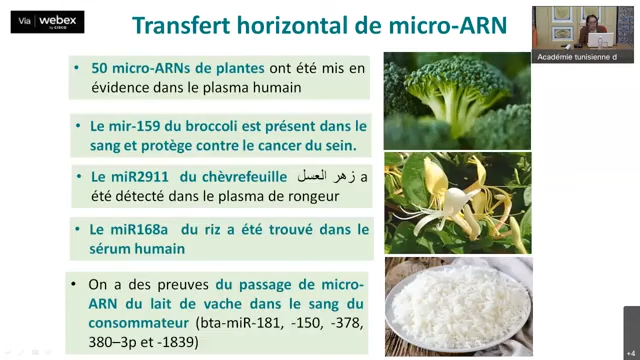 Via webex
by CISCO
Transfert horizontal de micro-ARN
Académie tunisienne d
• 50 micro-ARNs de plantes ont été mis en
évidence dans le plasma humain
• Le mir-159 du broccoli est présent dans le
sang et protège contre le cancer du sein.
• Le miR2911 du chèvrefeuille زهر العسل a
été détecté dans le plasma de rongeur
• Le miR168a du riz a été trouvé dans le
sérum humain
• On a des preuves du passage de micro-
ARN du lait de vache dans le sang du
consommateur (bta-miR-181, -150, -378,
380–3p et -1839)
+4